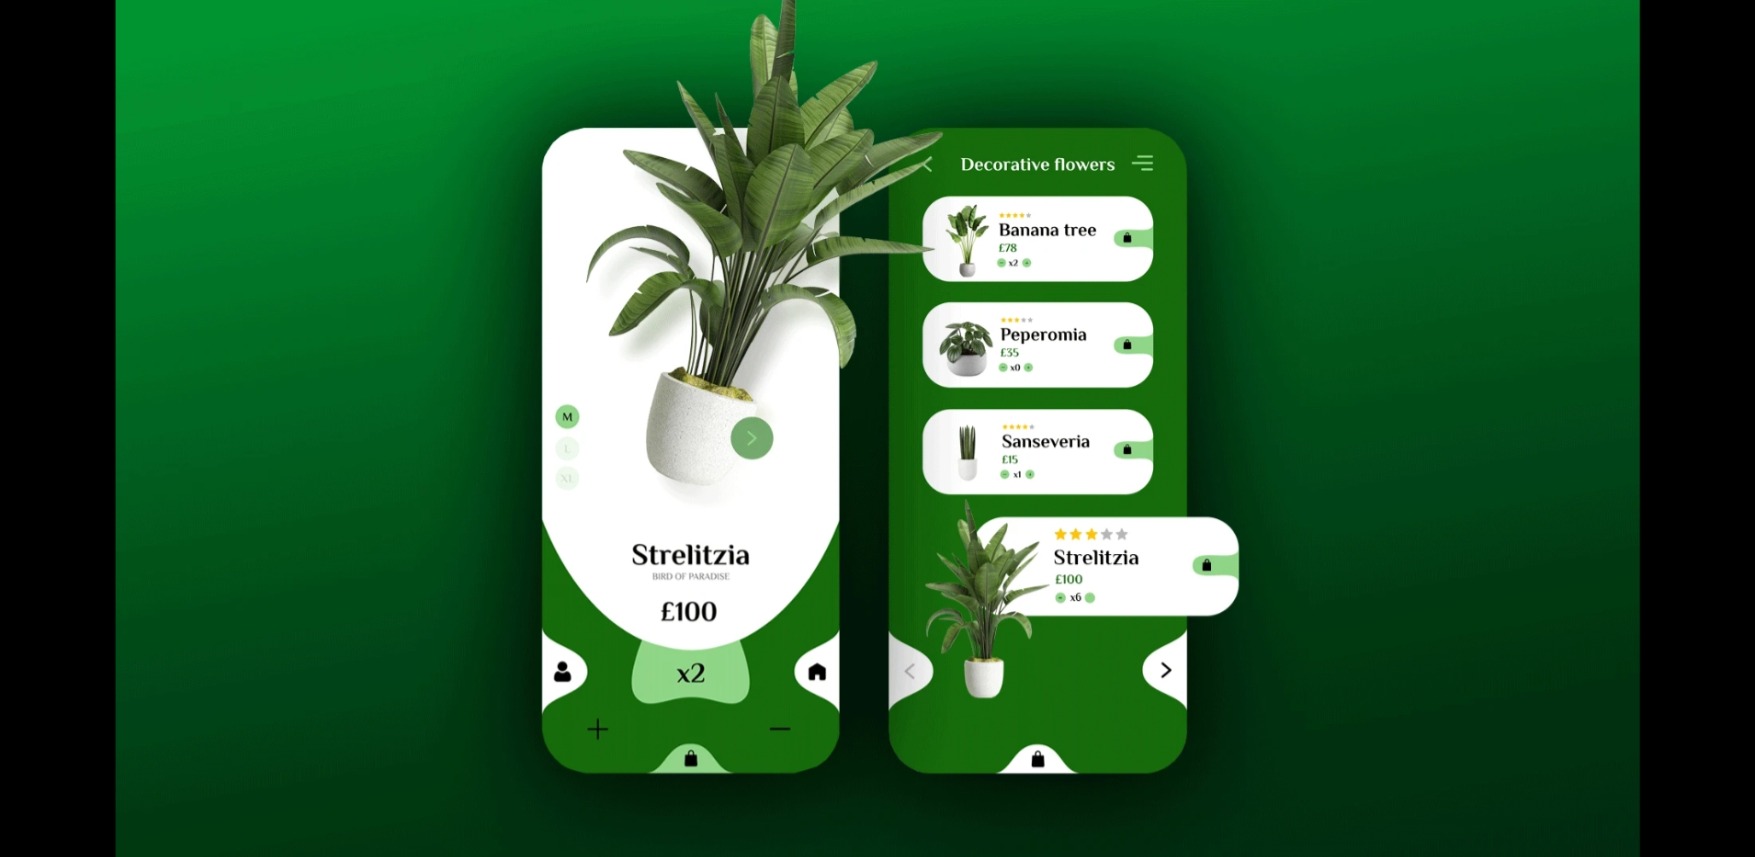 M
L
XL
Strelitzia
BIRD OF PARADISE
£100
x2
Decorative flowers
Banana tree
£78
x2
Peperomia
£35
x0
Sanseveria
£15
x1
Strelitzia
£100
x6